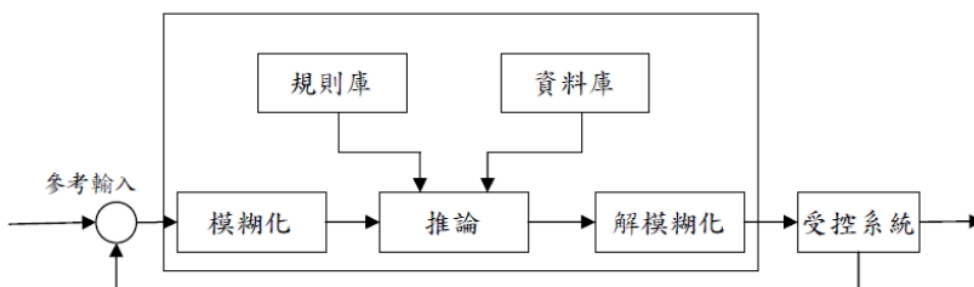 規則庫
資料庫
參考輸入
模糊化
推論
解模糊化
受控系統